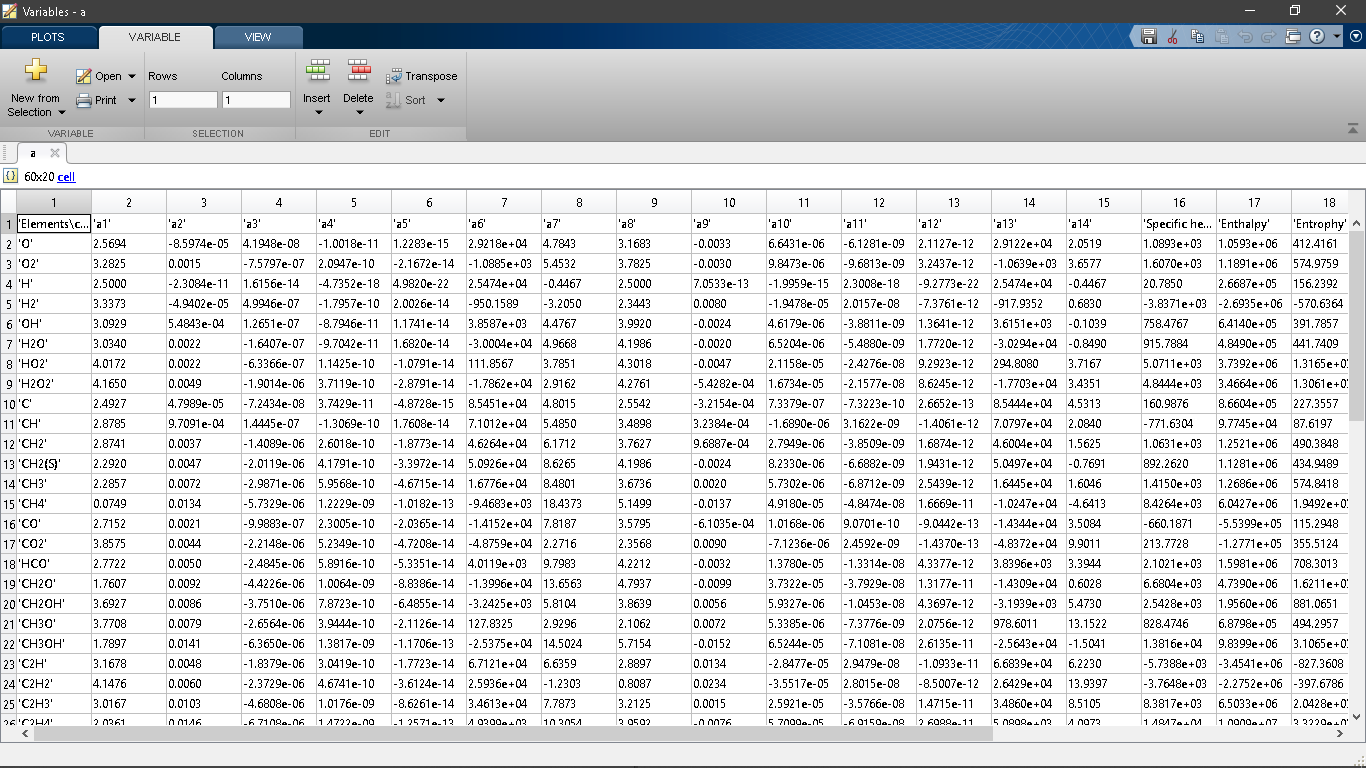 Variables - a
PLOTS VARIABLE VIEW
New from Selection Open Print Rows 1 Columns 1 Insert Delete Transpose Sort
VARIABLE SELECTION EDIT
a
60x20 cell
1 2 3 4 5 6 7 8 9 10 11 12 13 14 15 16 17 18
1 'Elements\c... 'a1' 'a2' 'a3' 'a4' 'a5' 'a6' 'a7' 'a8' 'a9' 'a10' 'a11' 'a12' 'a13' 'a14' 'Specific he... 'Enthalpy' 'Entrophy'
2 'O' 2.5694 -8.5974e-05 4.1948e-08 -1.0018e-11 1.2283e-15 2.9218e+04 4.7843 3.1683 -0.0033 6.6431e-06 -6.1281e-09 2.1127e-12 2.9122e+04 2.0519 1.0893e+03 1.0593e+06 412.4161
3 'O2' 3.2825 0.0015 -7.5797e-07 2.0947e-10 -2.1672e-14 -1.0885e+03 5.4532 3.7825 -0.0030 9.8473e-06 -9.6813e-09 3.2437e-12 -1.0639e+03 3.6577 1.6070e+03 1.1891e+06 574.9759
4 'H' 2.5000 -2.3084e-11 1.6156e-14 -4.7352e-18 4.9820e-22 2.5474e+04 -0.4467 2.5000 7.0533e-13 -1.9959e-15 2.3008e-18 -9.2773e-22 2.5474e+04 -0.4467 20.7850 2.6687e+05 156.2392
5 'H2' 3.3373 -4.9402e-05 4.9946e-07 -1.7957e-10 2.0026e-14 -950.1589 -3.2050 2.3443 0.0080 -1.9478e-05 2.0157e-08 -7.3761e-12 -917.9352 0.6830 -3.8371e+03 -2.6935e+06 -570.6364
6 'OH' 3.0929 5.4843e-04 1.2651e-07 -8.7946e-11 1.1741e-14 3.8587e+03 4.4767 3.9920 -0.0024 4.6179e-06 -3.8811e-09 1.3641e-12 3.6151e+03 -0.1039 758.4767 6.4140e+05 391.7857
7 'H2O' 3.0340 0.0022 -1.6407e-07 -9.7042e-11 1.6820e-14 -3.0004e+04 4.9668 4.1986 -0.0020 6.5204e-06 -5.4880e-09 1.7720e-12 -3.0294e+04 -0.8490 915.7884 4.8490e+05 441.7409
8 'HO2' 4.0172 0.0022 -6.3366e-07 1.1425e-10 -1.0791e-14 111.8567 3.7851 4.3018 -0.0047 2.1158e-05 -2.4276e-08 9.2923e-12 294.8080 3.7167 5.0711e+03 3.7392e+06 1.3165e+0
9 'H2O2' 4.1650 0.0049 -1.9014e-06 3.7119e-10 -2.8791e-14 -1.7862e+04 2.9162 4.2761 -5.4282e-04 1.6734e-05 -2.1577e-08 8.6245e-12 -1.7703e+04 3.4351 4.8444e+03 3.4664e+06 1.3061e+0
10 'C' 2.4927 4.7989e-05 -7.2434e-08 3.7429e-11 -4.8728e-15 8.5451e+04 4.8015 2.5542 -3.2154e-04 7.3379e-07 -7.3223e-10 2.6652e-13 8.5444e+04 4.5313 160.9876 8.6604e+05 227.3557
11 'CH' 2.8785 9.7091e-04 1.4445e-07 -1.3069e-10 1.7608e-14 7.1012e+04 5.4850 3.4898 3.2384e-04 -1.6890e-06 3.1622e-09 -1.4061e-12 7.0797e+04 2.0840 -771.6304 9.7745e+04 87.6197
12 'CH2' 2.8741 0.0037 -1.4089e-06 2.6018e-10 -1.8773e-14 4.6264e+04 6.1712 3.7627 9.6887e-04 2.7949e-06 -3.8509e-09 1.6874e-12 4.6004e+04 1.5625 1.0631e+03 1.2521e+06 490.3848
13 'CH2(S)' 2.2920 0.0047 -2.0119e-06 4.1791e-10 -3.3972e-14 5.0926e+04 8.6265 4.1986 -0.0024 8.2330e-06 -6.6882e-09 1.9431e-12 5.0497e+04 -0.7691 892.2620 1.1281e+06 434.9489
14 'CH3' 2.2857 0.0072 -2.9871e-06 5.9568e-10 -4.6715e-14 1.6776e+04 8.4801 3.6736 0.0020 5.7302e-06 -6.8712e-09 2.5439e-12 1.6445e+04 1.6046 1.4150e+03 1.2686e+06 574.8418
15 'CH4' 0.0749 0.0134 -5.7329e-06 1.2229e-09 -1.0182e-13 -9.4683e+03 18.4373 5.1499 -0.0137 4.9180e-05 -4.8474e-08 1.6669e-11 -1.0247e+04 -4.6413 8.4264e+03 6.0427e+06 1.9492e+0
16 'CO' 2.7152 0.0021 -9.9883e-07 2.3005e-10 -2.0365e-14 -1.4152e+04 7.8187 3.5795 -6.1035e-04 1.0168e-06 9.0701e-10 -9.0442e-13 -1.4344e+04 3.5084 -660.1871 -5.5399e+05 115.2948
17 'CO2' 3.8575 0.0044 -2.2148e-06 5.2349e-10 -4.7208e-14 -4.8759e+04 2.2716 2.3568 0.0090 -7.1236e-06 2.4592e-09 -1.4370e-13 -4.8372e+04 9.9011 213.7728 -1.2771e+05 355.5124
18 'HCO' 2.7722 0.0050 -2.4845e-06 5.8916e-10 -5.3351e-14 4.0119e+03 9.7983 4.2212 -0.0032 1.3780e-05 -1.3314e-08 4.3377e-12 3.8396e+03 3.3944 2.1021e+03 1.5981e+06 708.3013
19 'CH2O' 1.7607 0.0092 -4.4226e-06 1.0064e-09 -8.8386e-14 -1.3996e+04 13.6563 4.7937 -0.0099 3.7322e-05 -3.7929e-08 1.3177e-11 -1.4309e+04 0.6028 6.6804e+03 4.7390e+06 1.6211e+0
20 'CH2OH' 3.6927 0.0086 -3.7510e-06 7.8723e-10 -6.4855e-14 -3.2425e+03 5.8104 3.8639 0.0056 5.9327e-06 -1.0453e-08 4.3697e-12 -3.1939e+03 5.4730 2.5428e+03 1.9560e+06 881.0651
21 'CH3O' 3.7708 0.0079 -2.6564e-06 3.9444e-10 -2.1126e-14 127.8325 2.9296 2.1062 0.0072 5.3385e-06 -7.3776e-09 2.0756e-12 978.6011 13.1522 828.4746 6.8798e+05 494.2957
22 'CH3OH' 1.7897 0.0141 -6.3650e-06 1.3817e-09 -1.1706e-13 -2.5375e+04 14.5024 5.7154 -0.0152 6.5244e-05 -7.1081e-08 2.6135e-11 -2.5643e+04 -1.5041 1.3816e+04 9.8399e+06 3.1065e+0
23 'C2H' 3.1678 0.0048 -1.8379e-06 3.0419e-10 -1.7723e-14 6.7121e+04 6.6359 2.8897 0.0134 -2.8477e-05 2.9479e-08 -1.0933e-11 6.6839e+04 6.2230 -5.7388e+03 -3.4541e+06 -827.3608
24 'C2H2' 4.1476 0.0060 -2.3729e-06 4.6741e-10 -3.6124e-14 2.5936e+04 -1.2303 0.8087 0.0234 -3.5517e-05 2.8015e-08 -8.5007e-12 2.6429e+04 13.9397 -3.7648e+03 -2.2752e+06 -397.6786
25 'C2H3' 3.0167 0.0103 -4.6808e-06 1.0176e-09 -8.6261e-14 3.4613e+04 7.7873 3.2125 0.0015 2.5921e-05 -3.5766e-08 1.4715e-11 3.4860e+04 8.5105 8.3817e+03 6.5033e+06 2.0428e+0